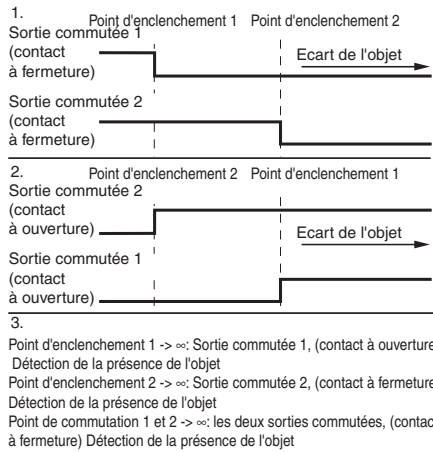 1.
Point d'enclenchement 1 Point d'enclenchement 2
Sortie commutée 1
(contact
à fermeture)
Ecart de l'objet
Sortie commutée 2
(contact
à fermeture)
2.
Point d'enclenchement 2 Point d'enclenchement 1
Sortie commutée 2
(contact
à ouverture)
Ecart de l'objet
Sortie commutée 1
(contact
à ouverture)
3.
Point d'enclenchement 1 -> ∞: Sortie commutée 1, (contact à ouverture
Détection de la présence de l'objet
Point d'enclenchement 2 -> ∞: Sortie commutée 2, (contact à fermeture
Détection de la présence de l'objet
Point de commutation 1 et 2 -> ∞: les deux sorties commutées, (contac
à fermeture) Détection de la présence de l'objet